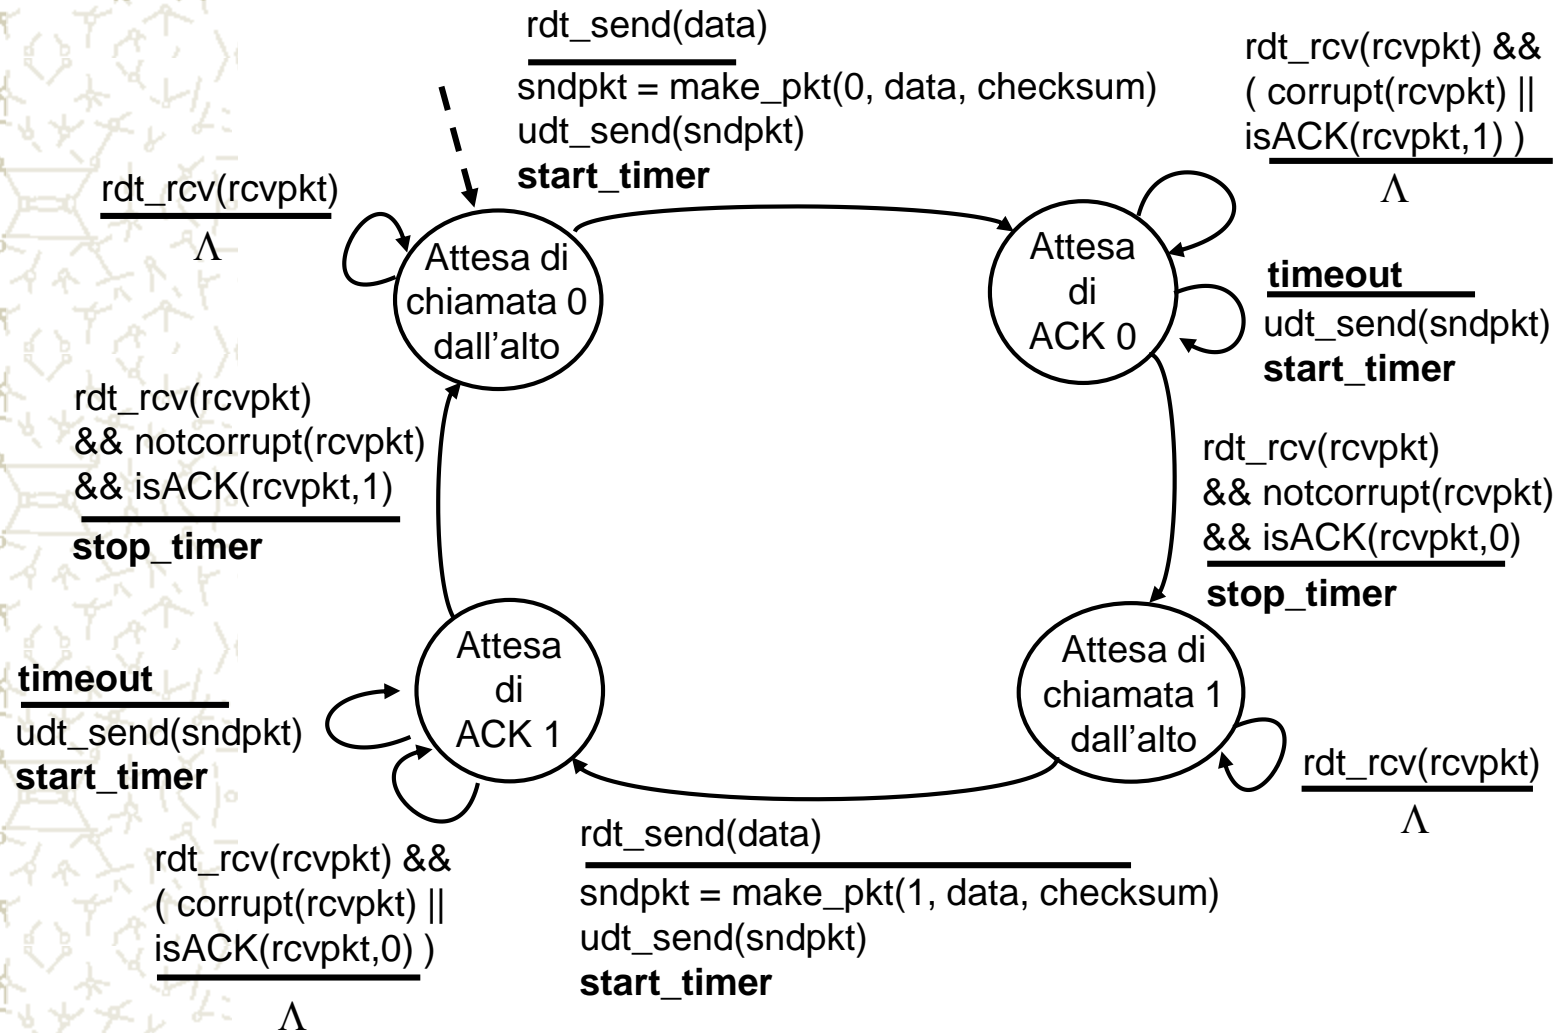 rdt_send(data)
sndpkt = make_pkt(0, data, checksum)
udt_send(sndpkt)
start_timer
rdt_rcv(rcvpkt) &&
( corrupt(rcvpkt) ||
isACK(rcvpkt,1) )
Λ
rdt_rcv(rcvpkt)
Λ
Attesa di
chiamata 0
dall'alto
Attesa
di
ACK 0
timeout
udt_send(sndpkt)
start_timer
rdt_rcv(rcvpkt)
&& notcorrupt(rcvpkt)
&& isACK(rcvpkt,1)
stop_timer
rdt_rcv(rcvpkt)
&& notcorrupt(rcvpkt)
&& isACK(rcvpkt,0)
stop_timer
timeout
udt_send(sndpkt)
start_timer
Attesa
di
ACK 1
Attesa di
chiamata 1
dall'alto
rdt_rcv(rcvpkt)
Λ
rdt_rcv(rcvpkt) &&
( corrupt(rcvpkt) ||
isACK(rcvpkt,0) )
Λ
rdt_send(data)
sndpkt = make_pkt(1, data, checksum)
udt_send(sndpkt)
start_timer